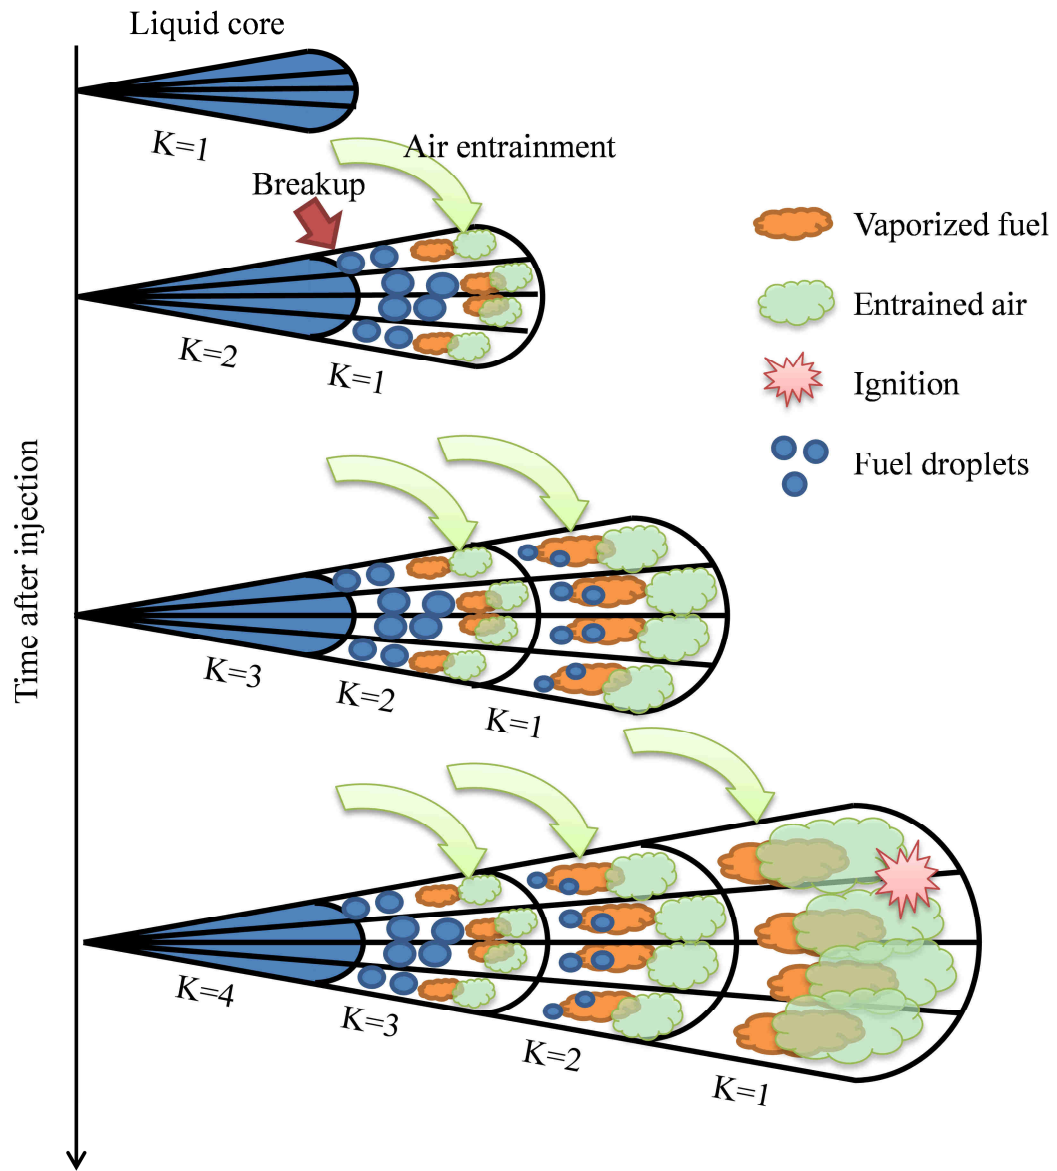 Liquid core
K=1
Air entrainment
Breakup
K=2
K=1
Vaporized fuel
Entrained air
Ignition
Fuel droplets
Time after injection
K=3
K=2
K=1
K=4
K=3
K=2
K=1